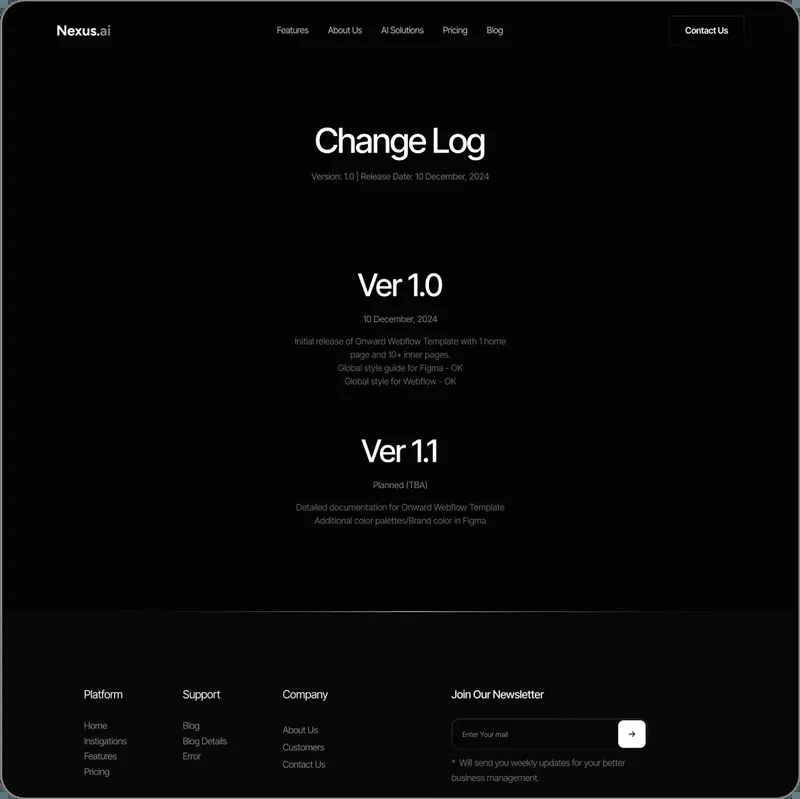 Nexus.ai
Features About Us AI Solutions Pricing Blog
Contact Us
Change Log
Version: 1.0 | Release Date: 10 December, 2024
Ver 1.0
10 December, 2024
Initial release of Onward Webflow Template with 1 home
page and 10+ inner pages.
Global style guide for Figma - OK
Global style for Webflow - OK
Ver 1.1
Planned (TBA)
Detailed documentation for Onward Webflow Template
Additional color palettes/Brand color in Figma
Platform
Home
Instigations
Features
Pricing
Support
Blog
Blog Details
Error
Company
About Us
Customers
Contact Us
Join Our Newsletter
Enter Your mail
* Will send you weekly updates for your better
business management.